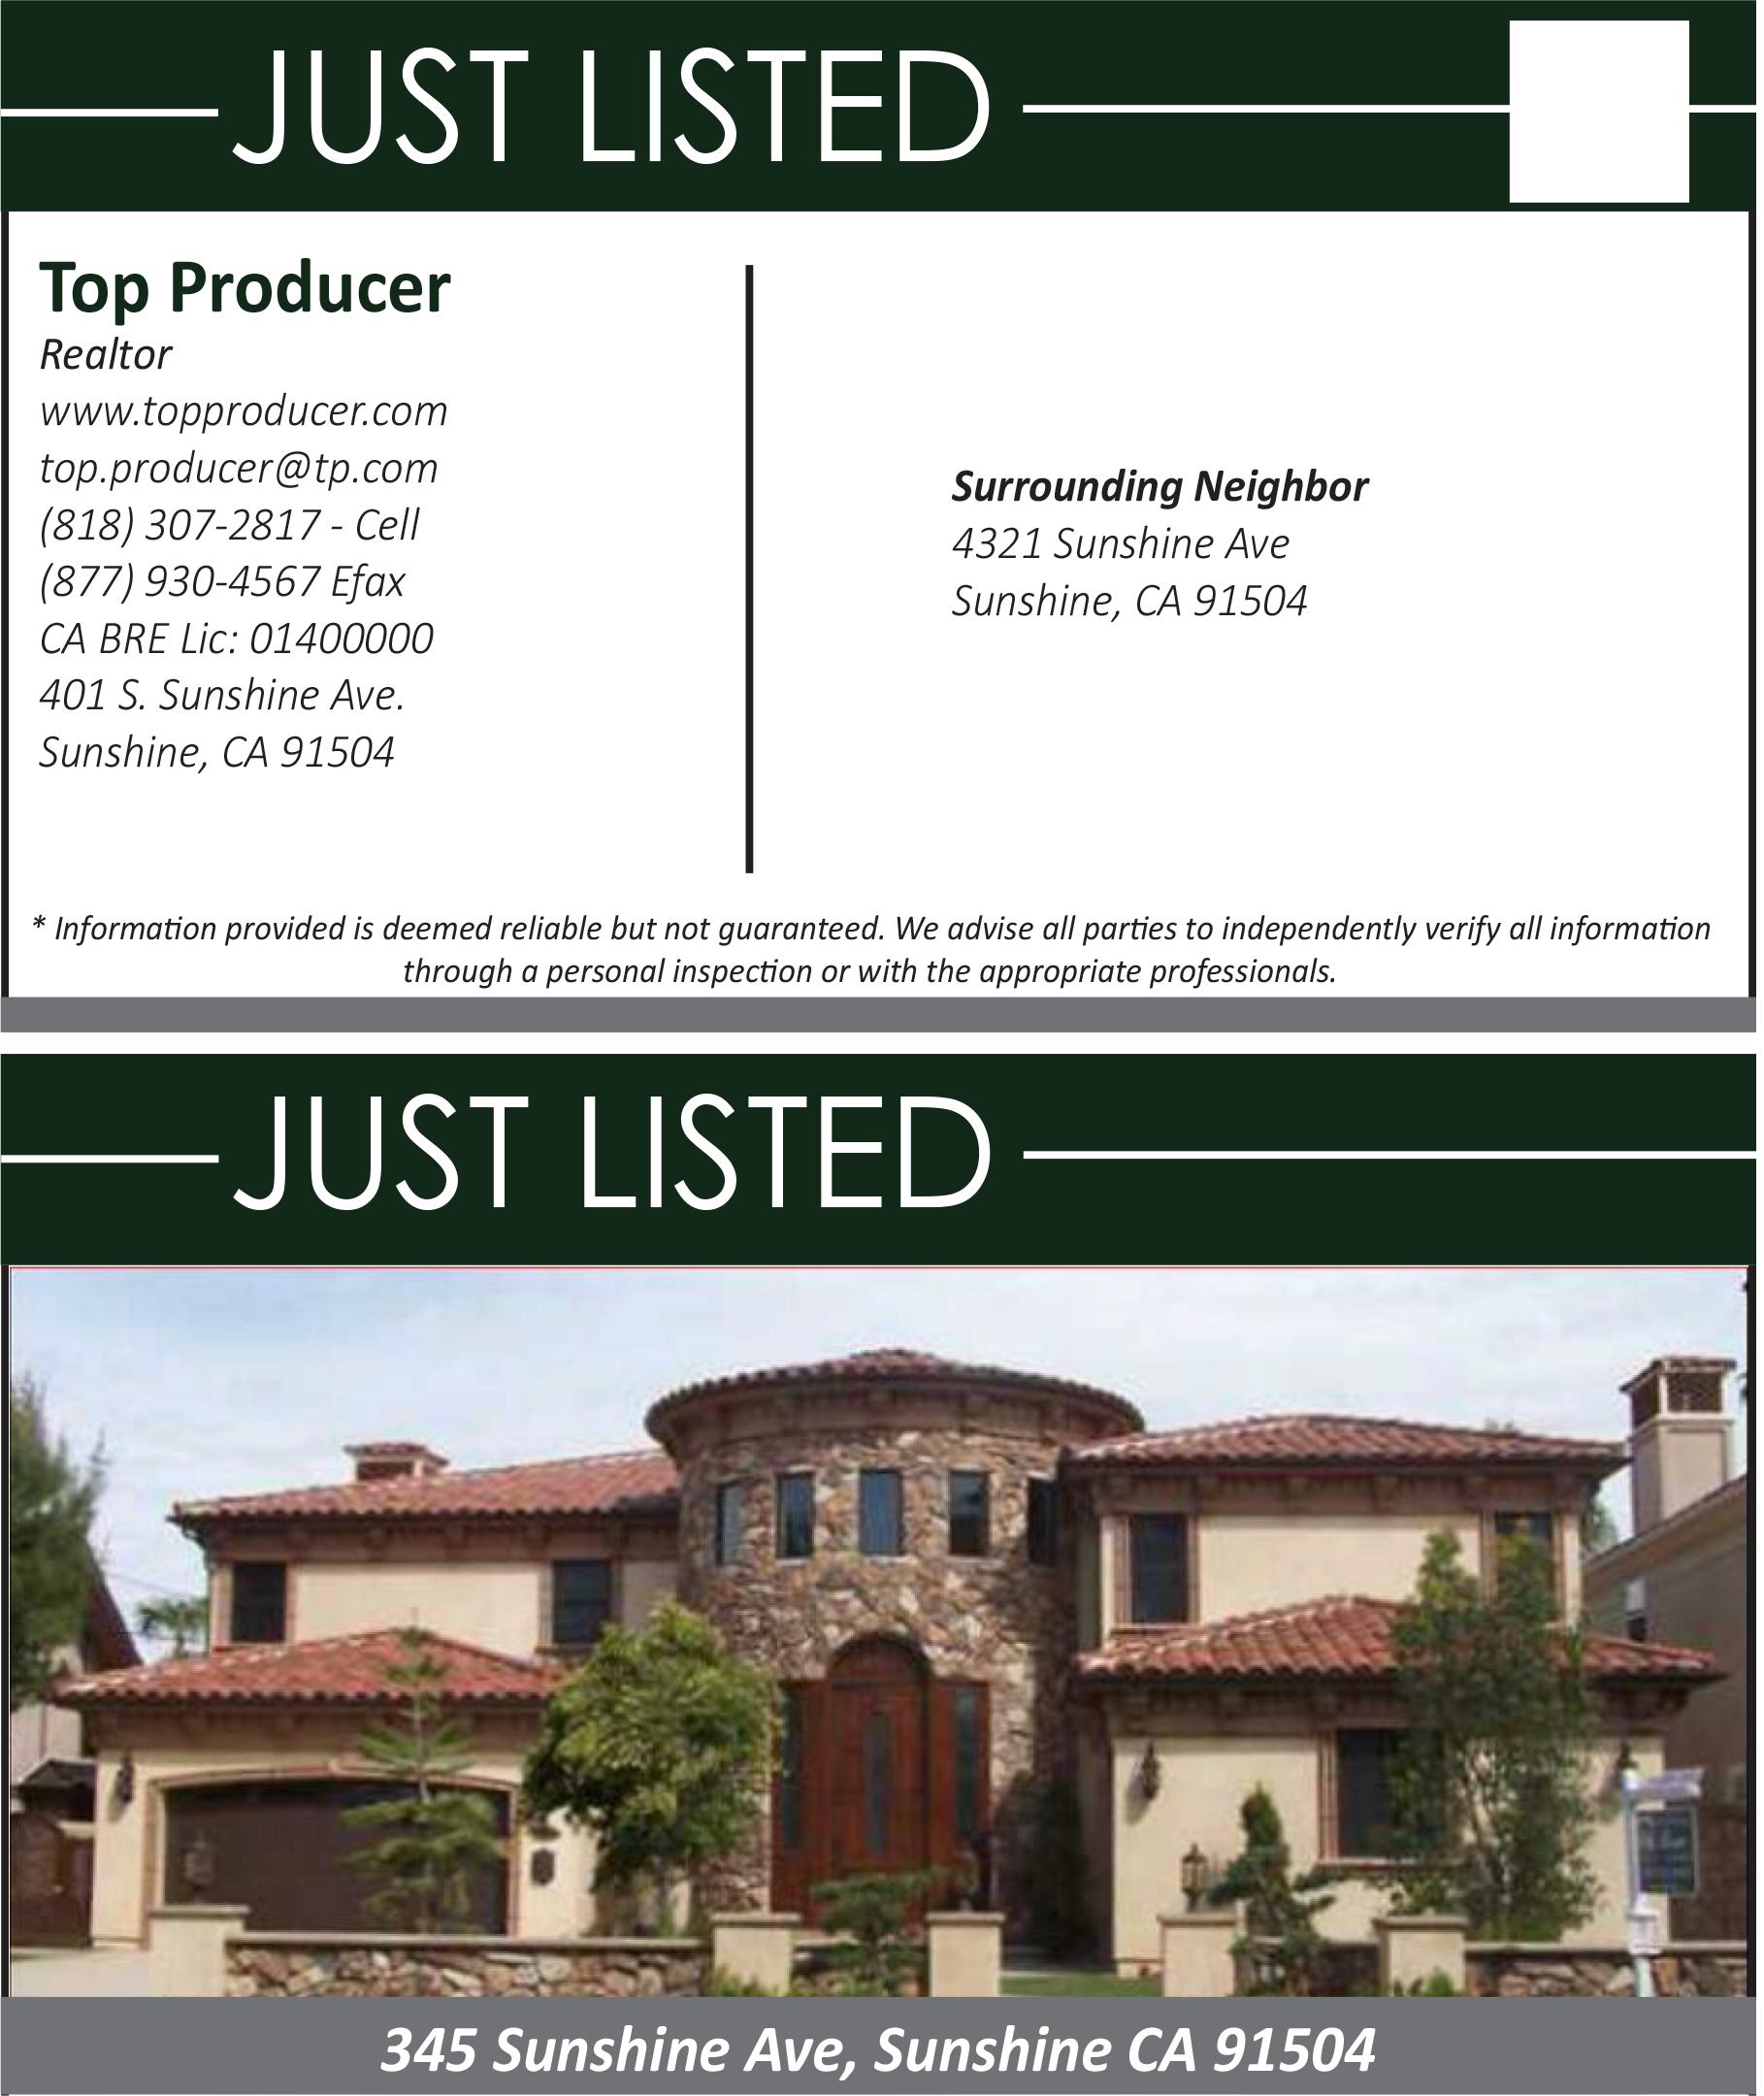 JUST LISTED
Top Producer
Realtor
www.topproducer.com
top.producer@tp.com
(818) 307-2817 - Cell
(877) 930-4567 Efax
CA BRE Lic: 01400000
401 S. Sunshine Ave.
Sunshine, CA 91504
Surrounding Neighbor
4321 Sunshine Ave
Sunshine, CA 91504
* Information provided is deemed reliable but not guaranteed. We advise all parties to independently verify all information
through a personal inspection or with the appropriate professionals.
JUST LISTED
345 Sunshine Ave, Sunshine CA 91504